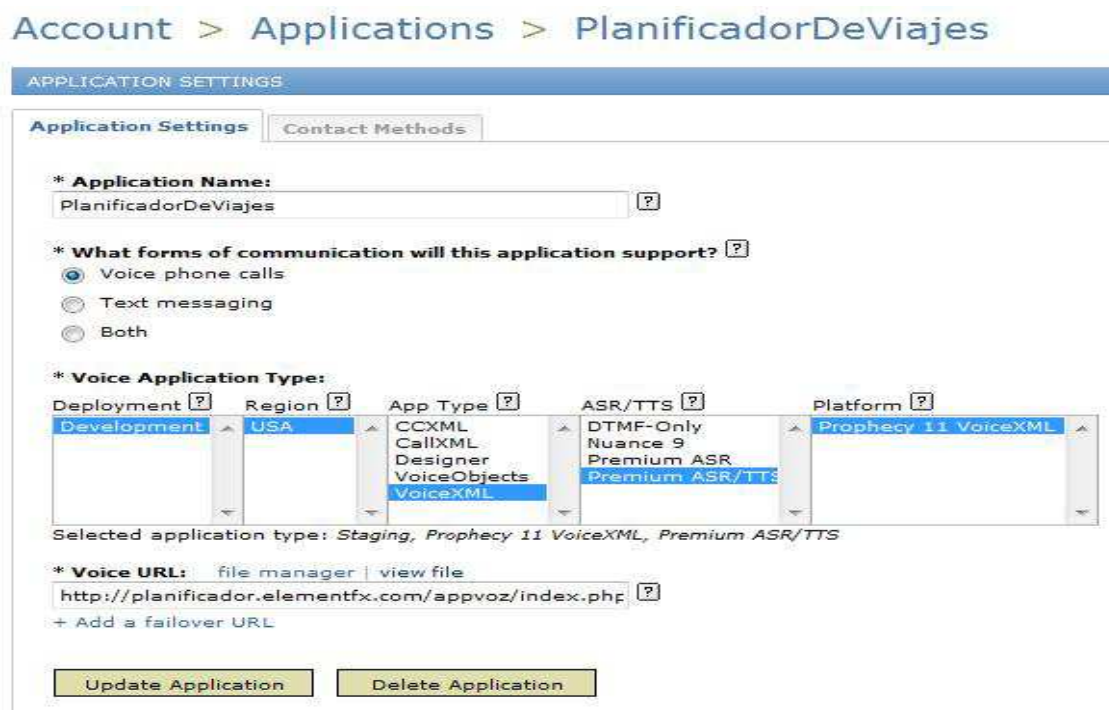 Account > Applications > PlanificadorDeViajes
APPLICATION SETTINGS
Application Settings
Contact Methods
* Application Name:
PlanificadorDeViajes
?
* What forms of communication will this application support? ?
Voice phone calls
Text messaging
Both
* Voice Application Type:
Deployment ? Region ? App Type ? ASR/TTS ? Platform ?
Development
USA
CCXML
CallXML
Designer
VoiceObjects
VoiceXML
DTMF-Only
Nuance 9
Premium ASR
Premium ASR/TTS
Prophecy 11 VoiceXML
Selected application type: Staging, Prophecy 11 VoiceXML, Premium ASR/TTS
* Voice URL: file manager | view file
http://planificador.elementfx.com/appvoz/index.php ?
+ Add a failover URL
Update Application
Delete Application